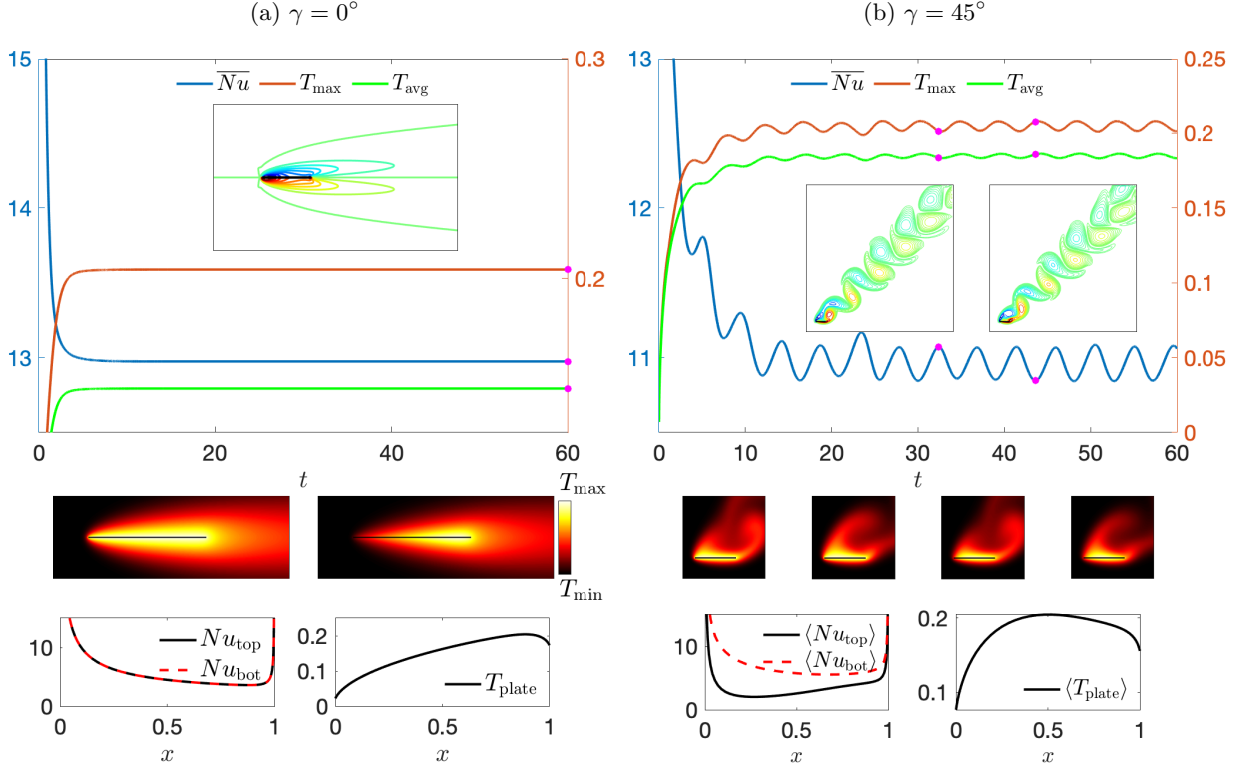 (a) γ = 0°
15
14
13
0.3
0.2
N̅u̅ T_max T_avg
0 20 40 60
t
T_max
T_min
10
0
Nu_top
Nu_bot
0 0.5 1
x
0.2
0.1
0
T_plate
0 0.5 1
x
(b) γ = 45°
13
12
11
0.25
0.2
0.15
0.1
0.05
0
N̅u̅ T_max T_avg
0 10 20 30 40 50 60
t
10
0
⟨Nu_top⟩
⟨Nu_bot⟩
0 0.5 1
x
0.2
0.1
⟨T_plate⟩
0 0.5 1
x